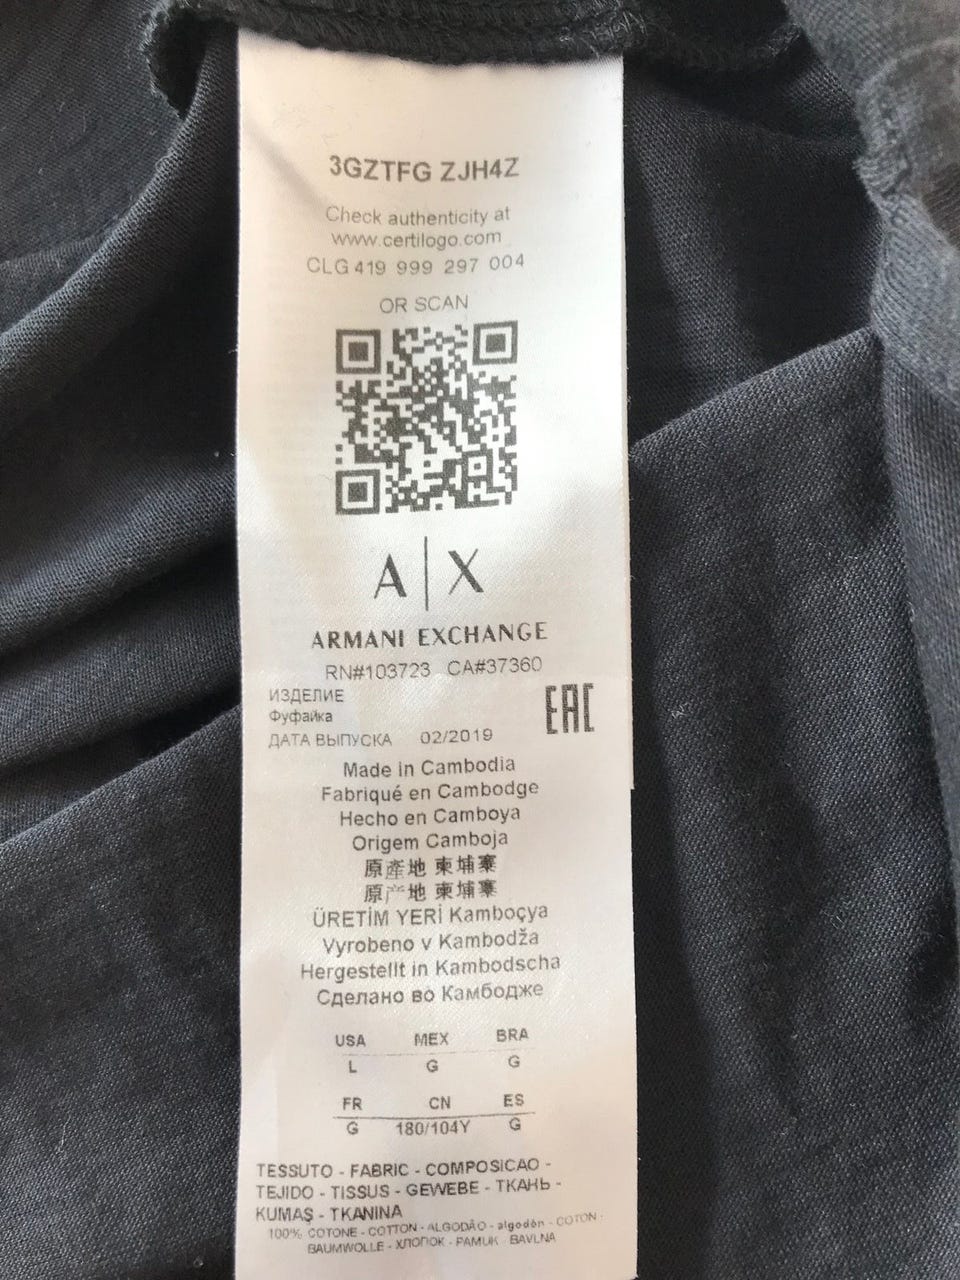 3GZTFG ZJH4Z
Check authenticity at
www.certilogo.com
CLG 419 999 297 004
OR SCAN
A|X
ARMANI EXCHANGE
RN#103723 CA#37360
ИЗДЕЛИЕ
Фуфайка
EAC
ДАТА ВЫПУСКА 02/2019
Made in Cambodia
Fabriqué en Cambodge
Hecho en Camboya
Origem Camboja
原產地 柬埔寨
原产地 柬埔寨
ÜRETİM YERİ Kamboçya
Vyrobeno v Kambodža
Hergestellt in Kambodscha
Сделано во Камбодже
USA MEX BRA
L G G
FR CN ES
G 180/104Y G
TESSUTO - FABRIC - COMPOSICAO -
TEJIDO - TISSUS - GEWEBE - ТКАНЬ -
KUMAŞ - TKANINA
100% COTONE - COTTON - ALGODÃO - algodón - COTON -
BAUMWOLLE - ХЛОПОК - PAMUK - BAVLNA